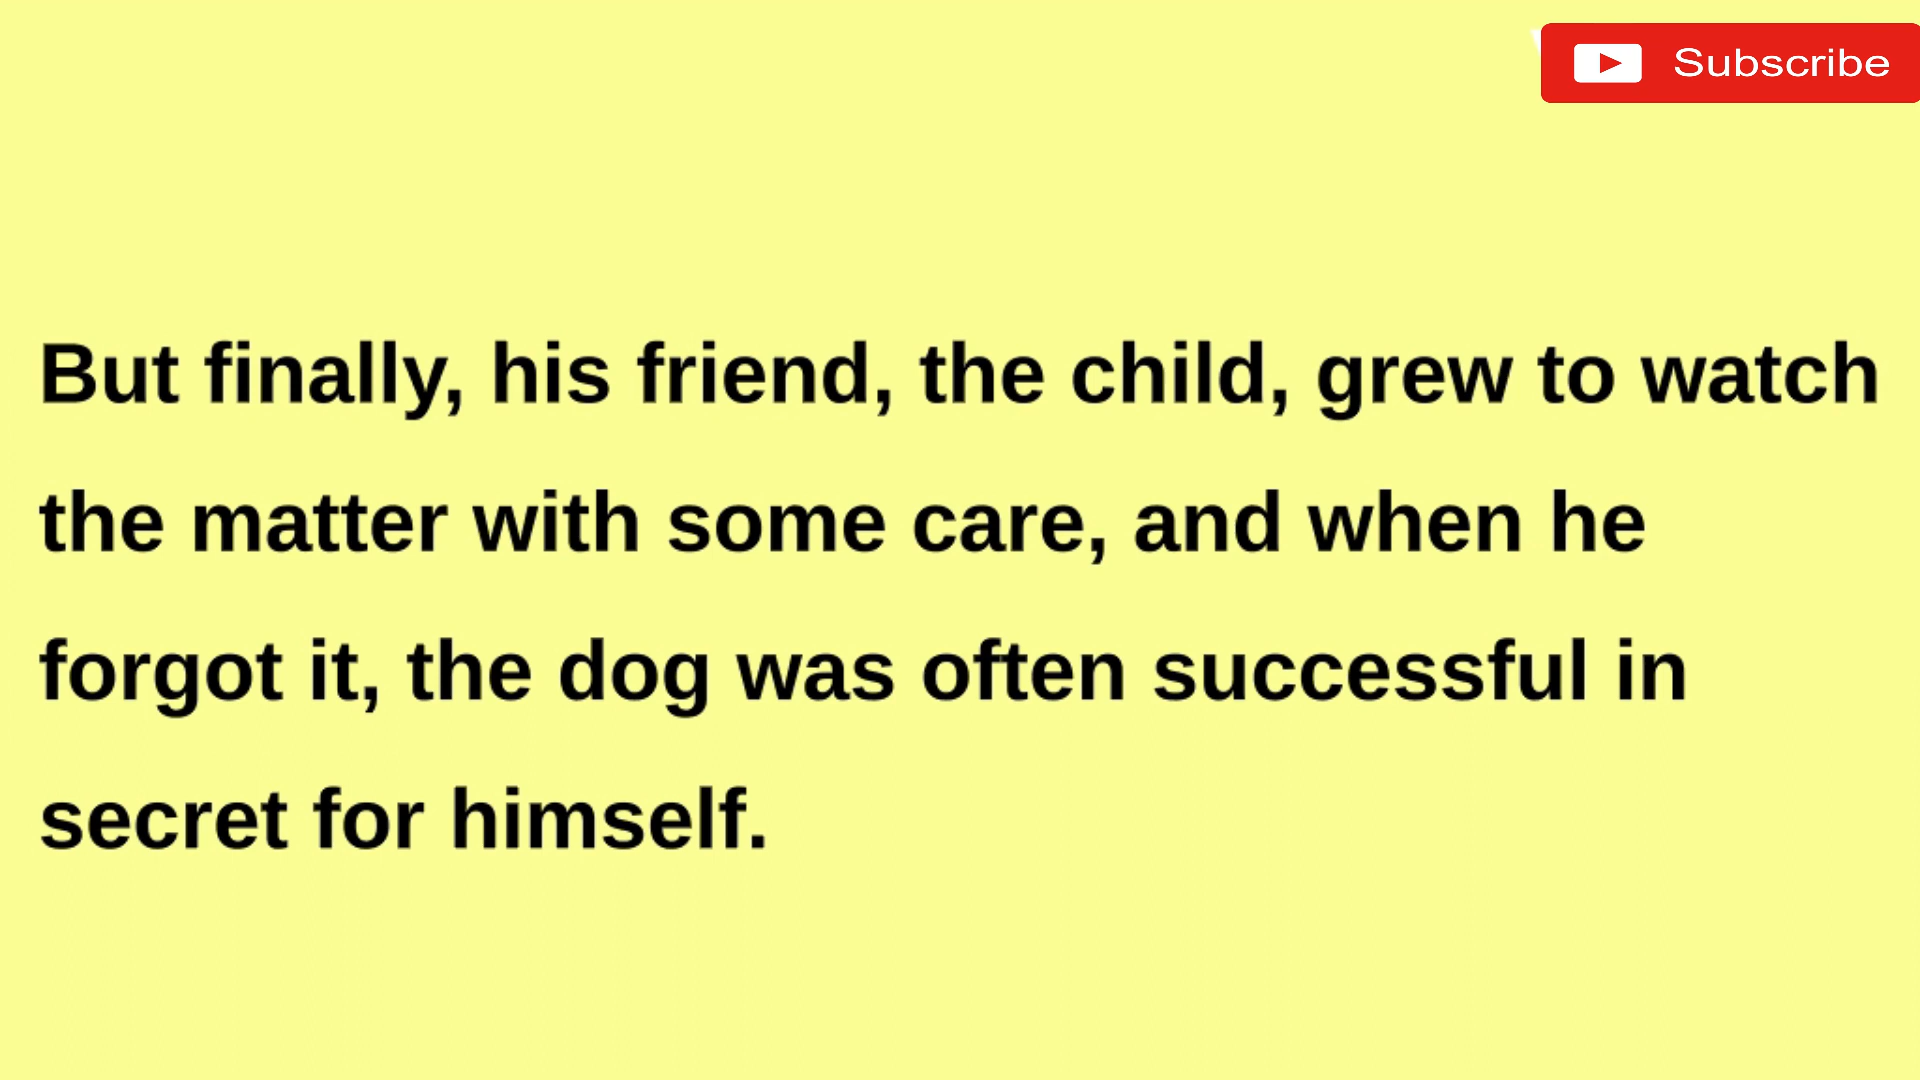 Subscribe
But finally, his friend, the child, grew to watch
the matter with some care, and when he
forgot it, the dog was often successful in
secret for himself.